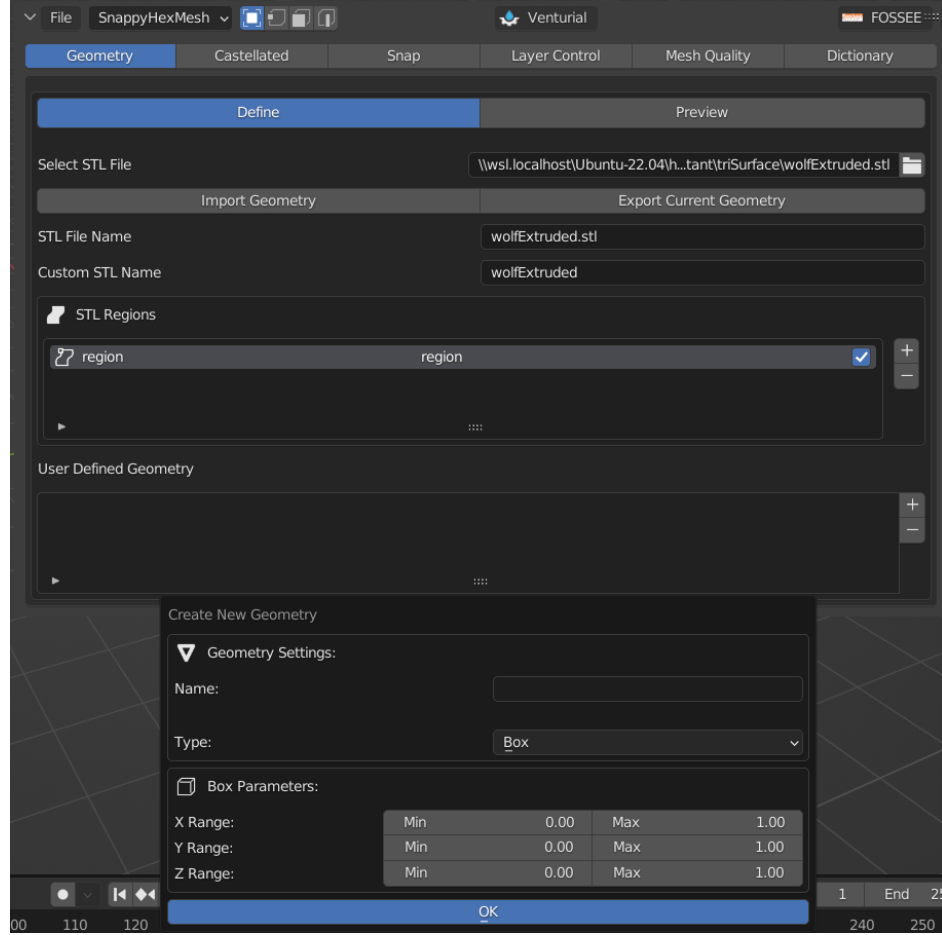 File SnappyHexMesh Venturial FOSSEE
Geometry Castellated Snap Layer Control Mesh Quality Dictionary
Define Preview
Select STL File \\wsl.localhost\Ubuntu-22.04\h...tant\triSurface\wolfExtruded.stl
Import Geometry Export Current Geometry
STL File Name wolfExtruded.stl
Custom STL Name wolfExtruded
STL Regions
region region
User Defined Geometry
Create New Geometry
Geometry Settings:
Name:
Type: Box
Box Parameters:
X Range: Min 0.00 Max 1.00
Y Range: Min 0.00 Max 1.00
Z Range: Min 0.00 Max 1.00
1 End
OK
110 120 240 250